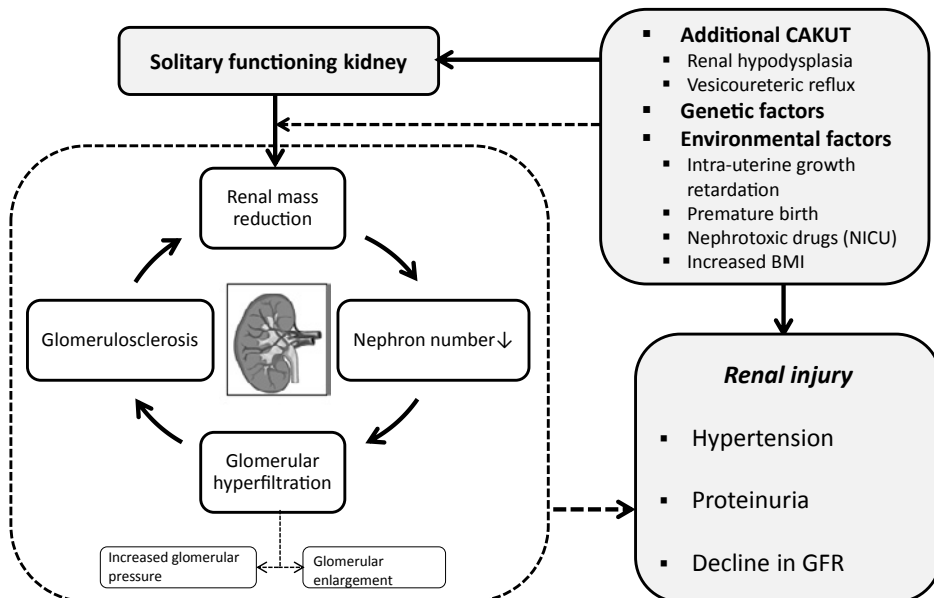 Solitary functioning kidney
▪ Additional CAKUT
▪ Renal hypodysplasia
▪ Vesicoureteric reflux
▪ Genetic factors
▪ Environmental factors
▪ Intra-uterine growth
retardation
▪ Premature birth
▪ Nephrotoxic drugs (NICU)
▪ Increased BMI
Renal mass
reduction
Glomerulosclerosis
Nephron number↓
Glomerular
hyperfiltration
Increased glomerular
pressure
Glomerular
enlargement
Renal injury
▪ Hypertension
▪ Proteinuria
▪ Decline in GFR